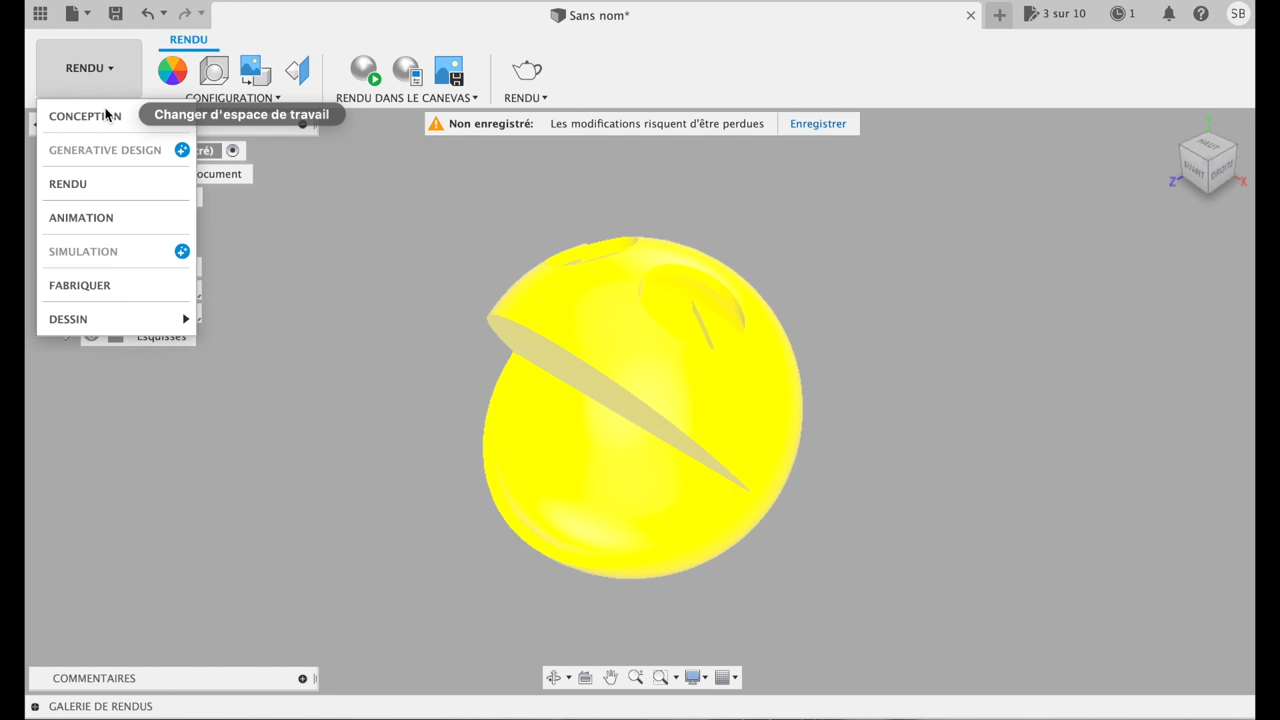 Sans nom*
3 sur 10
1
SB
RENDU
RENDU
CONFIGURATION
RENDU DANS LE CANEVAS
RENDU
CONCEPTION
Changer d'espace de travail
Non enregistré: Les modifications risquent d'être perdues Enregistrer
GENERATIVE DESIGN
ré)
ocument
RENDU
ANIMATION
SIMULATION
FABRIQUER
DESSIN
Esquisses
HAUT
DROITE
Z
X
COMMENTAIRES
GALERIE DE RENDUS